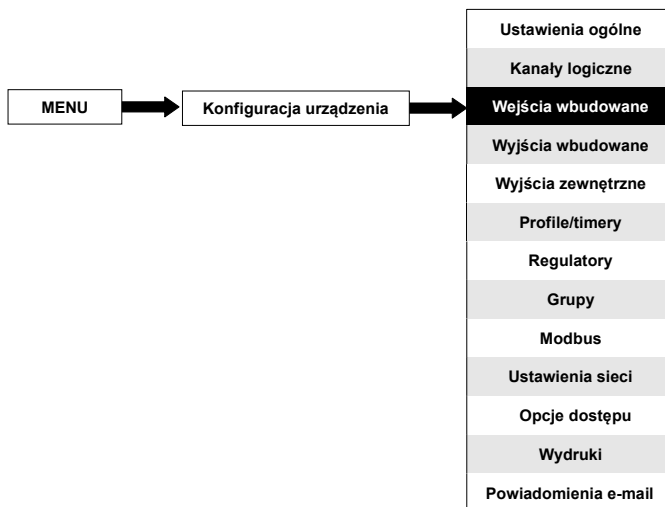 Ustawienia ogólne
Kanały logiczne
MENU
Konfiguracja urządzenia
Wejścia wbudowane
Wyjścia wbudowane
Wyjścia zewnętrzne
Profile/timery
Regulatory
Grupy
Modbus
Ustawienia sieci
Opcje dostępu
Wydruki
Powiadomienia e-mail